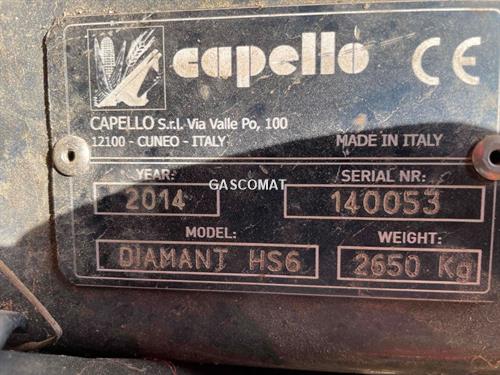 capello CE
CAPELLO S.r.l. Via Valle Po, 100
12100 - CUNEO - ITALY MADE IN ITALY
YEAR: SERIAL NR:
GASCOMAT
2014 140053
MODEL: WEIGHT:
DIAMANT HS6 2650 Kg